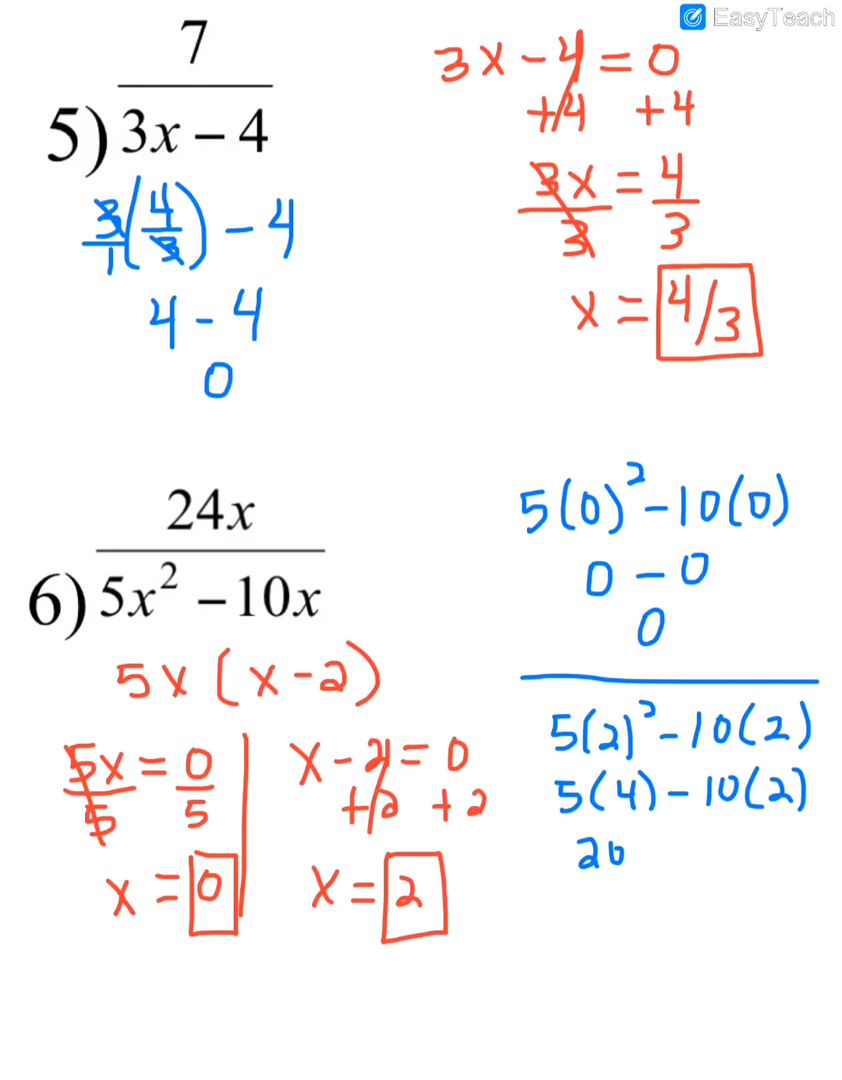 EasyTeach
5) 7/(3x − 4)
3/1(4/3) − 4
4 − 4
0
3x − 4 = 0
+4 +4
3x/3 = 4/3
x = 4/3
6) 24x/(5x² − 10x)
5x(x − 2)
5x/5 = 0/5
x = 0
x − 2 = 0
+2 +2
x = 2
5(0)² − 10(0)
0 − 0
0
5(2)² − 10(2)
5(4) − 10(2)
20